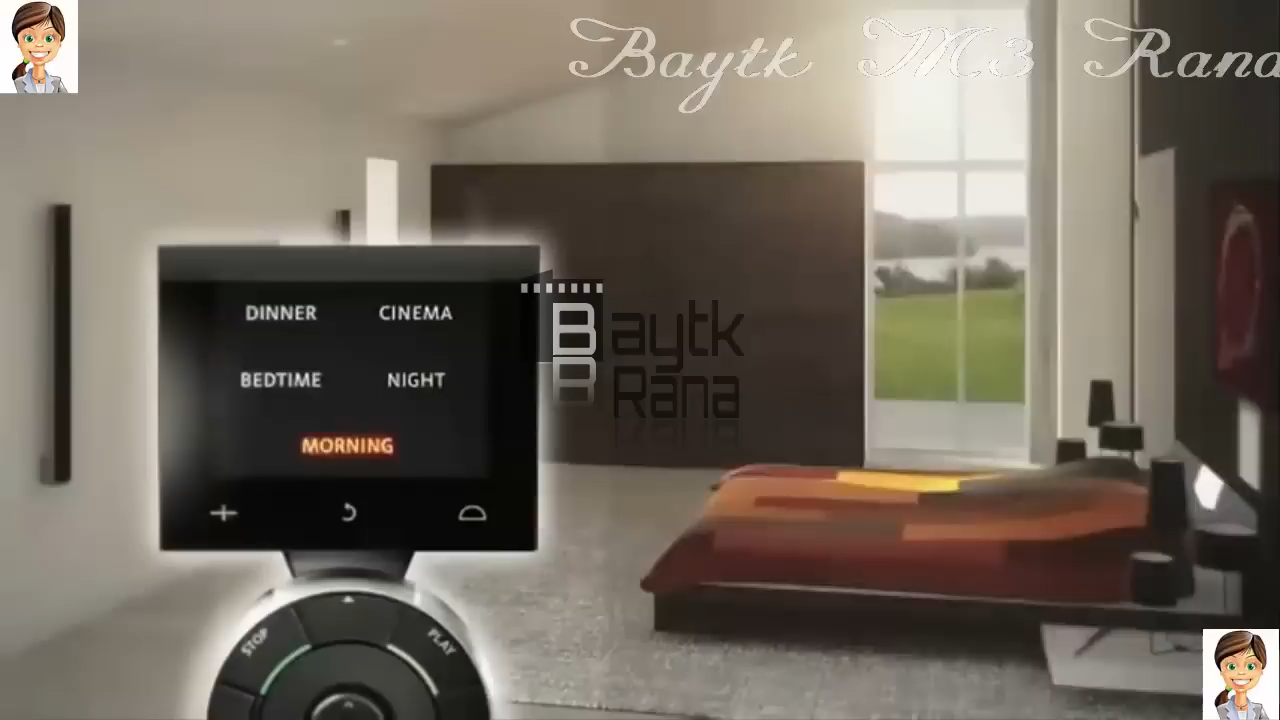 Baytk M3 Rana
DINNER CINEMA
BEDTIME NIGHT
MORNING
Baytk
Rana
STOP PLAY